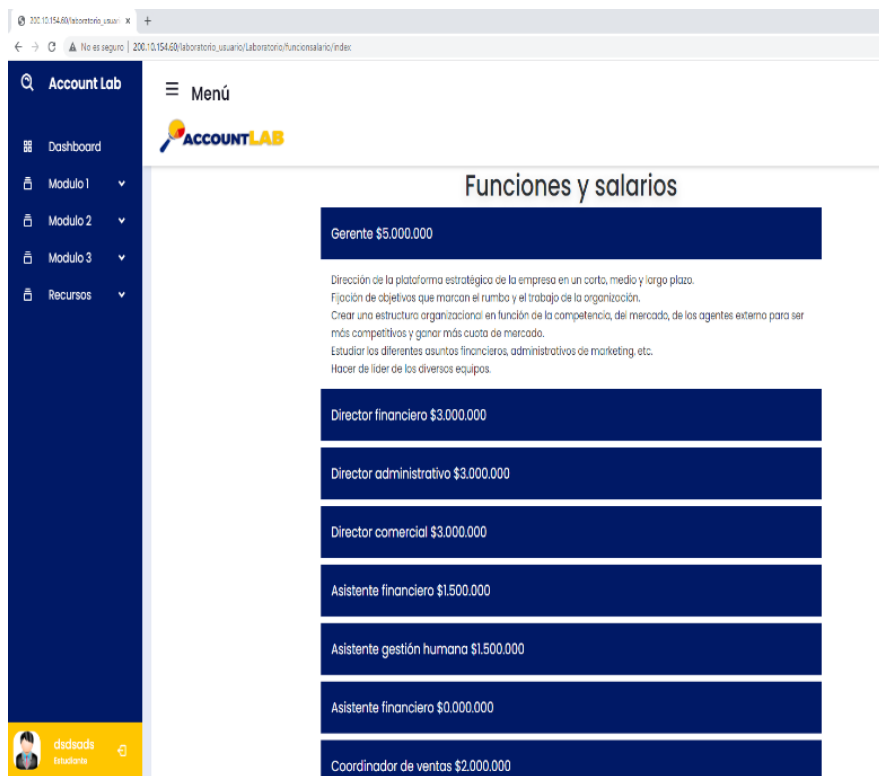 200.10.154.60/laboratorio_usuari
No es seguro | 200.10.154.60/laboratorio_usuario/Laboratorio/funcionsalario/index
Account Lab
Menú
ACCOUNTLAB
Dashboard
Modulo 1
Modulo 2
Modulo 3
Recursos
Funciones y salarios
Gerente $5.000.000
Dirección de la plataforma estratégica de la empresa en un corto, medio y largo plazo.
Fijación de objetivos que marcan el rumbo y el trabajo de la organización.
Crear una estructura organizacional en función de la competencia, del mercado, de los agentes externo para ser
más competitivos y ganar más cuota de mercado.
Estudiar los diferentes asuntos financieros, administrativos de marketing, etc.
Hacer de líder de los diversos equipos.
Director financiero $3.000.000
Director administrativo $3.000.000
Director comercial $3.000.000
Asistente financiero $1.500.000
Asistente gestión humana $1.500.000
Asistente financiero $0.000.000
Coordinador de ventas $2.000.000
dsdsads
Estudiante